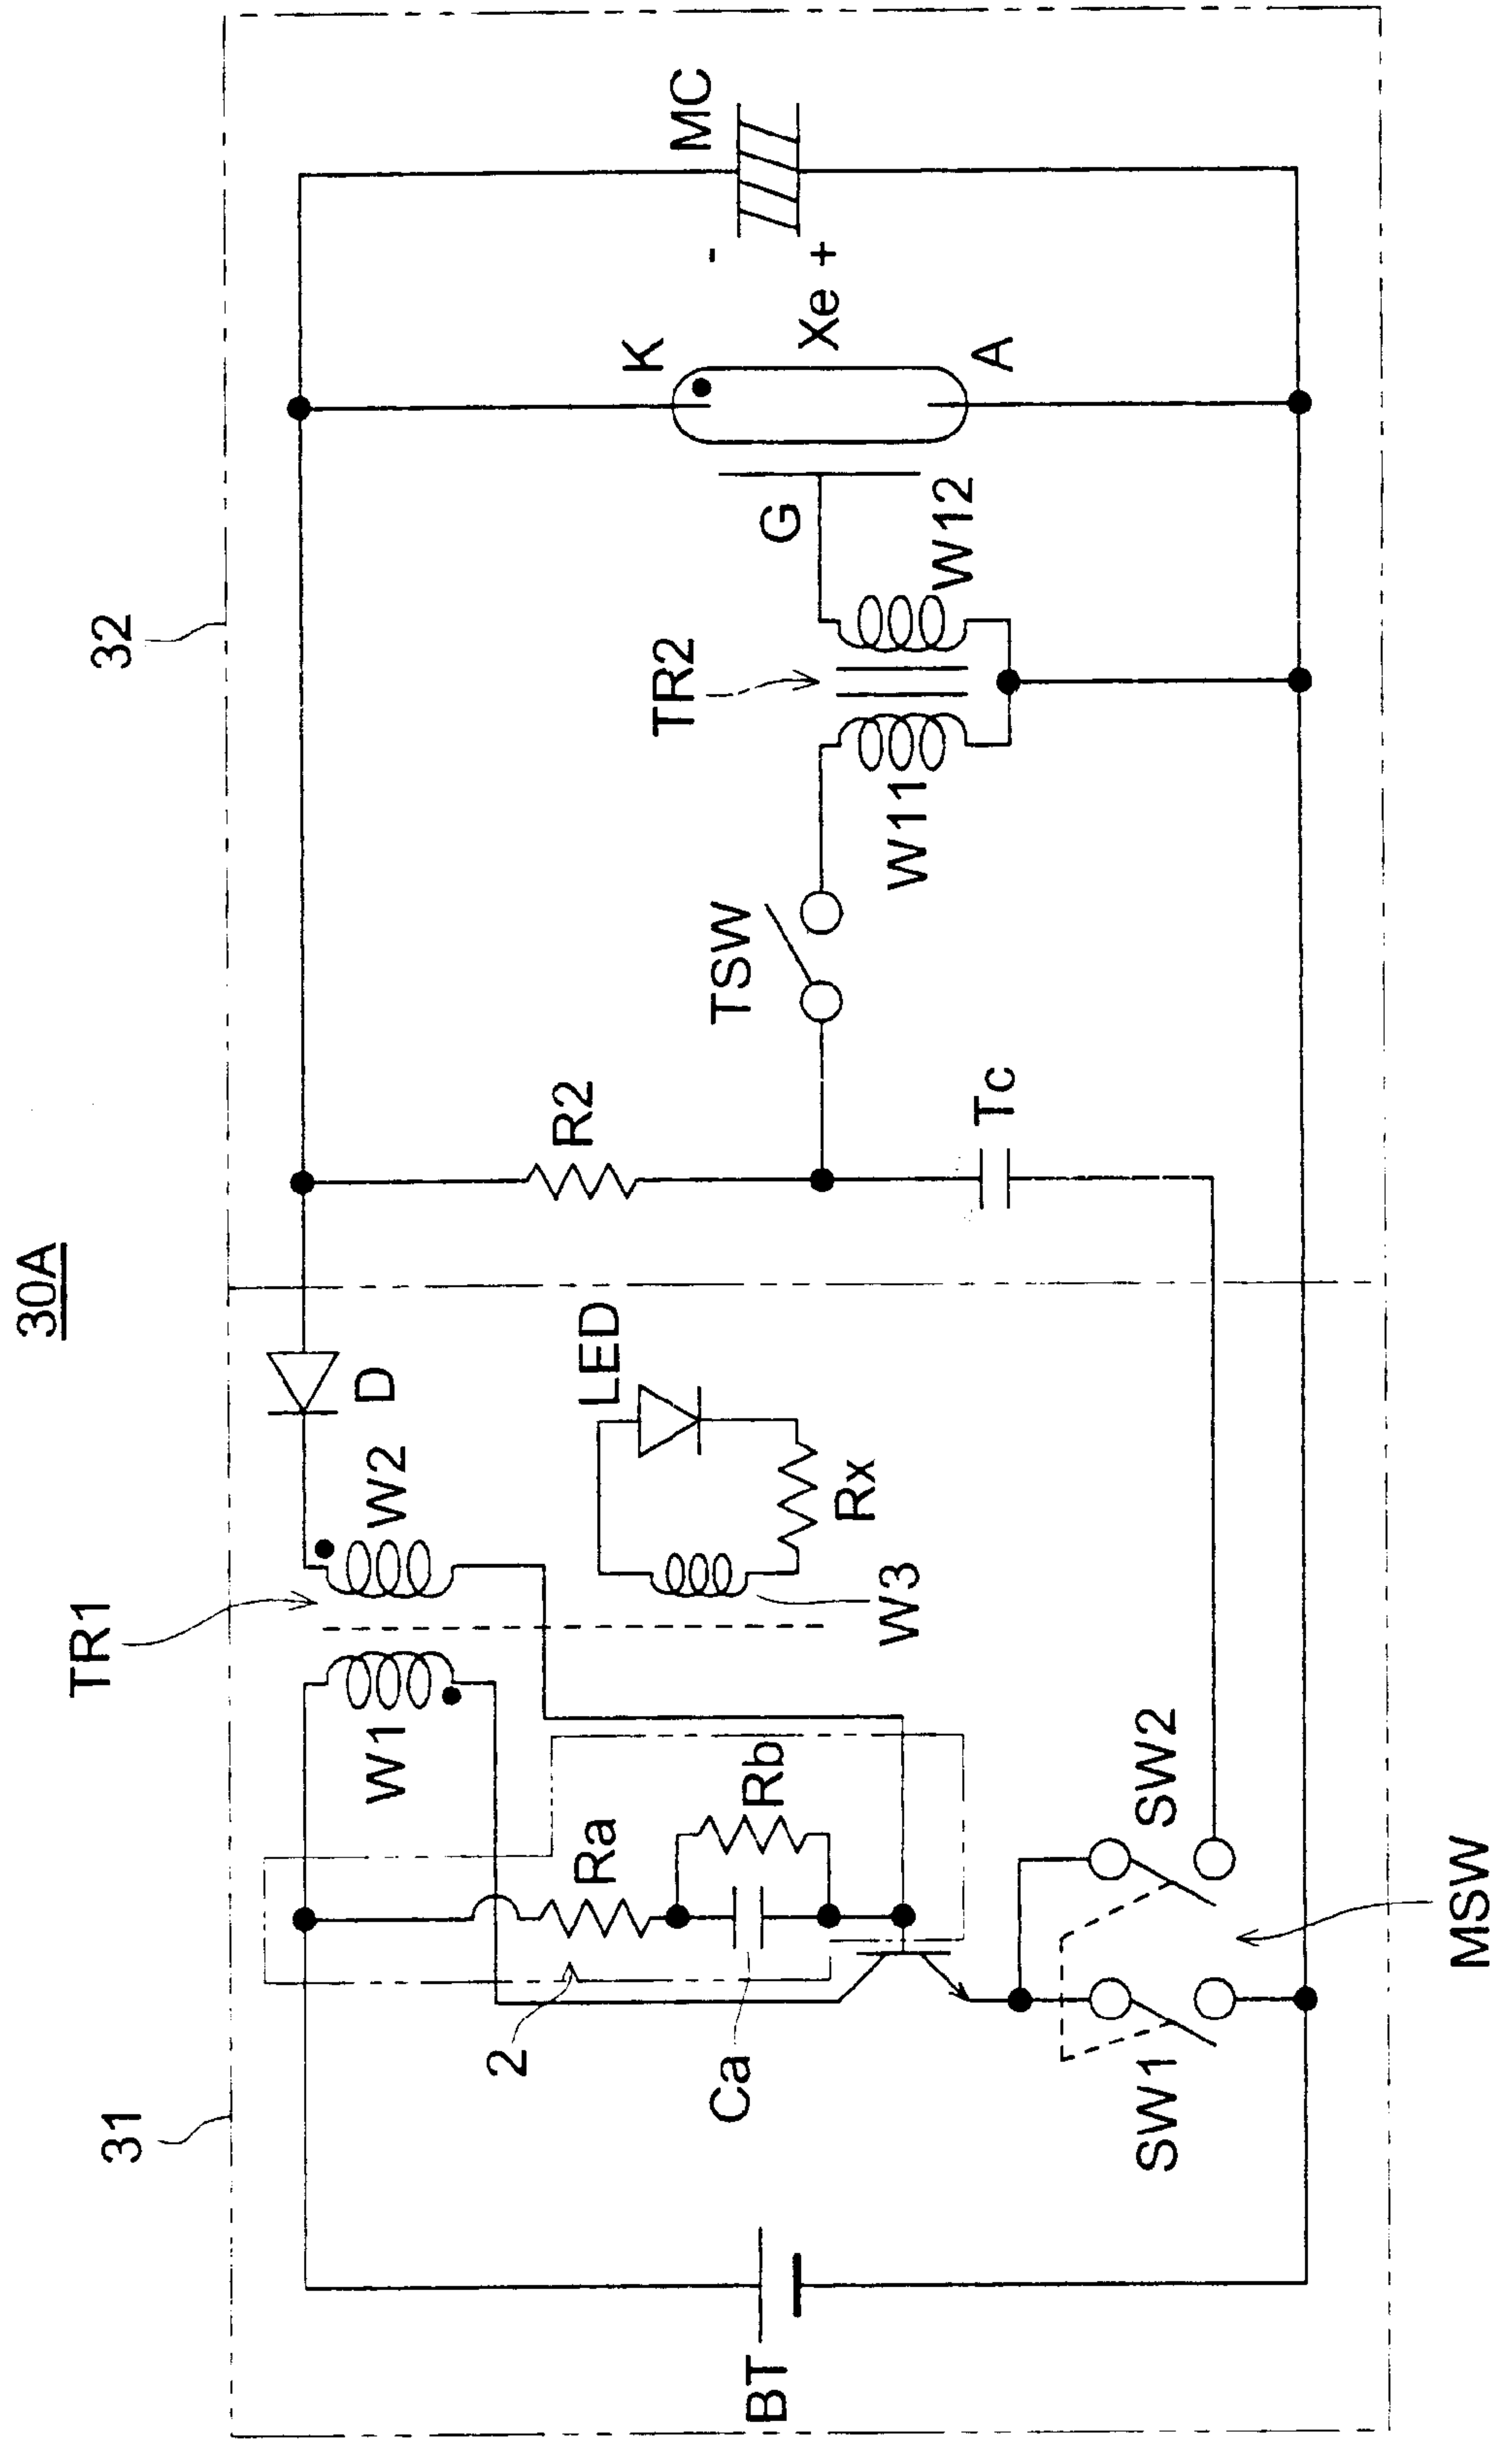 30A
31
32
TR1
TR2
W1
W2
D
W3
LED
Rx
2
Ra
Rb
Ca
BT
SW1
SW2
MSW
R2
Tc
TSW
W11
W12
G
K
Xe
A
MC
-
+